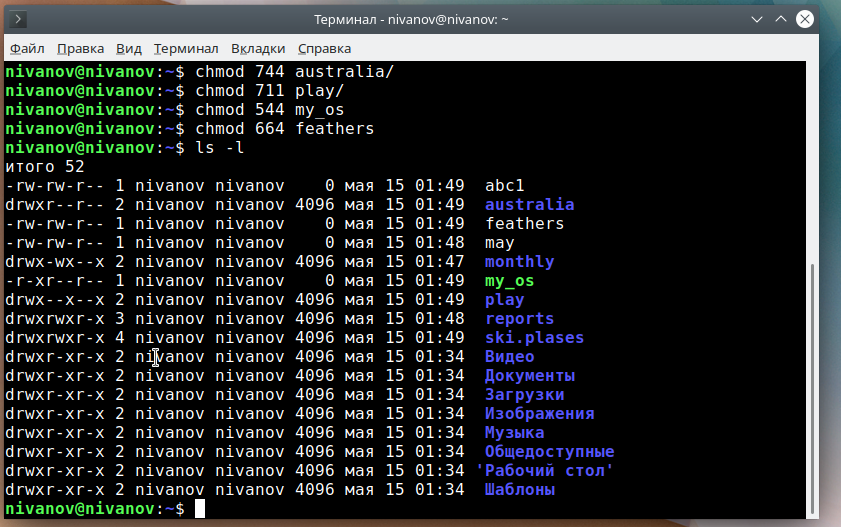 Терминал - nivanov@nivanov: ~
Файл Правка Вид Терминал Вкладки Справка
nivanov@nivanov:~$ chmod 744 australia/
nivanov@nivanov:~$ chmod 711 play/
nivanov@nivanov:~$ chmod 544 my_os
nivanov@nivanov:~$ chmod 664 feathers
nivanov@nivanov:~$ ls -l
итого 52
-rw-rw-r-- 1 nivanov nivanov    0 мая 15 01:49  abc1
drwxr--r-- 2 nivanov nivanov 4096 мая 15 01:49  australia
-rw-rw-r-- 1 nivanov nivanov    0 мая 15 01:49  feathers
-rw-rw-r-- 1 nivanov nivanov    0 мая 15 01:48  may
drwx-wx--x 2 nivanov nivanov 4096 мая 15 01:47  monthly
-r-xr--r-- 1 nivanov nivanov    0 мая 15 01:49  my_os
drwx--x--x 2 nivanov nivanov 4096 мая 15 01:49  play
drwxrwxr-x 3 nivanov nivanov 4096 мая 15 01:48  reports
drwxrwxr-x 4 nivanov nivanov 4096 мая 15 01:49  ski.plases
drwxr-xr-x 2 nivanov nivanov 4096 мая 15 01:34  Видео
drwxr-xr-x 2 nivanov nivanov 4096 мая 15 01:34  Документы
drwxr-xr-x 2 nivanov nivanov 4096 мая 15 01:34  Загрузки
drwxr-xr-x 2 nivanov nivanov 4096 мая 15 01:34  Изображения
drwxr-xr-x 2 nivanov nivanov 4096 мая 15 01:34  Музыка
drwxr-xr-x 2 nivanov nivanov 4096 мая 15 01:34  Общедоступные
drwxr-xr-x 2 nivanov nivanov 4096 мая 15 01:34 'Рабочий стол'
drwxr-xr-x 2 nivanov nivanov 4096 мая 15 01:34  Шаблоны
nivanov@nivanov:~$